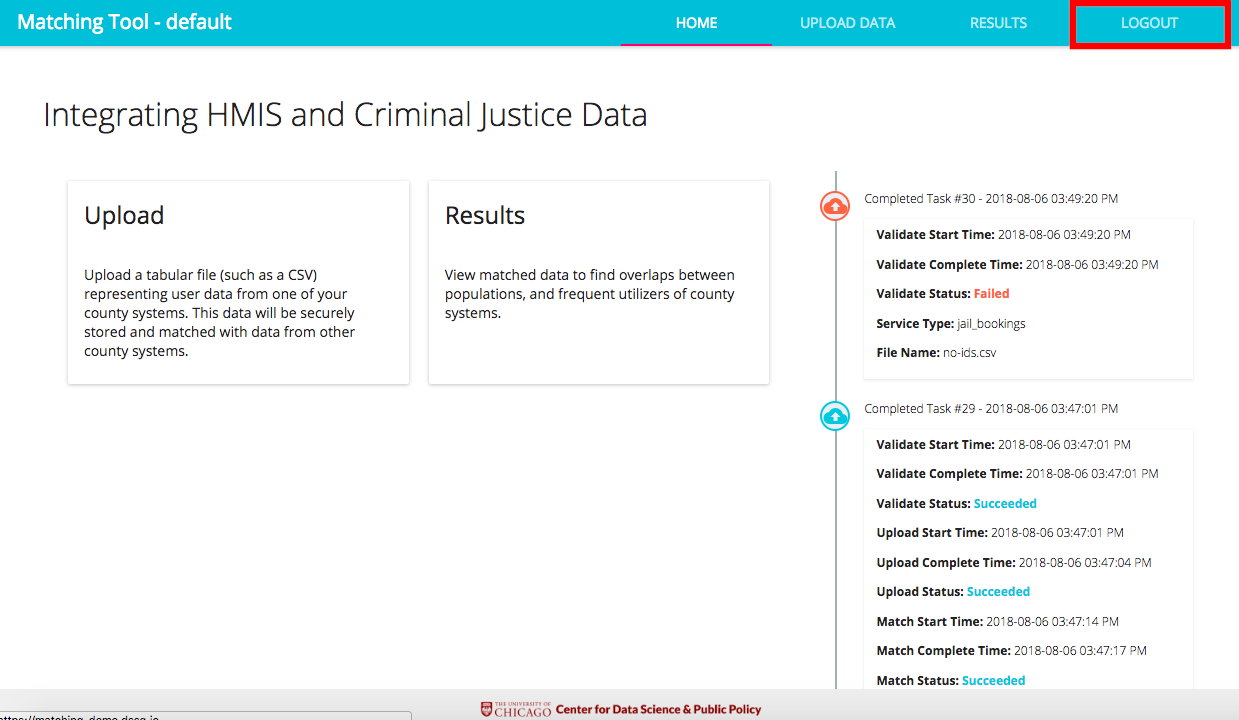 Matching Tool - default
HOME
UPLOAD DATA
RESULTS
LOGOUT
Integrating HMIS and Criminal Justice Data
Upload
Upload a tabular file (such as a CSV)
representing user data from one of your
county systems. This data will be securely
stored and matched with data from other
county systems.
Results
View matched data to find overlaps between
populations, and frequent utilizers of county
systems.
Completed Task #30 - 2018-08-06 03:49:20 PM
Validate Start Time: 2018-08-06 03:49:20 PM
Validate Complete Time: 2018-08-06 03:49:20 PM
Validate Status: Failed
Service Type: jail_bookings
File Name: no-ids.csv
Completed Task #29 - 2018-08-06 03:47:01 PM
Validate Start Time: 2018-08-06 03:47:01 PM
Validate Complete Time: 2018-08-06 03:47:01 PM
Validate Status: Succeeded
Upload Start Time: 2018-08-06 03:47:01 PM
Upload Complete Time: 2018-08-06 03:47:04 PM
Upload Status: Succeeded
Match Start Time: 2018-08-06 03:47:14 PM
Match Complete Time: 2018-08-06 03:47:17 PM
Match Status: Succeeded
THE UNIVERSITY OF
CHICAGO Center for Data Science & Public Policy